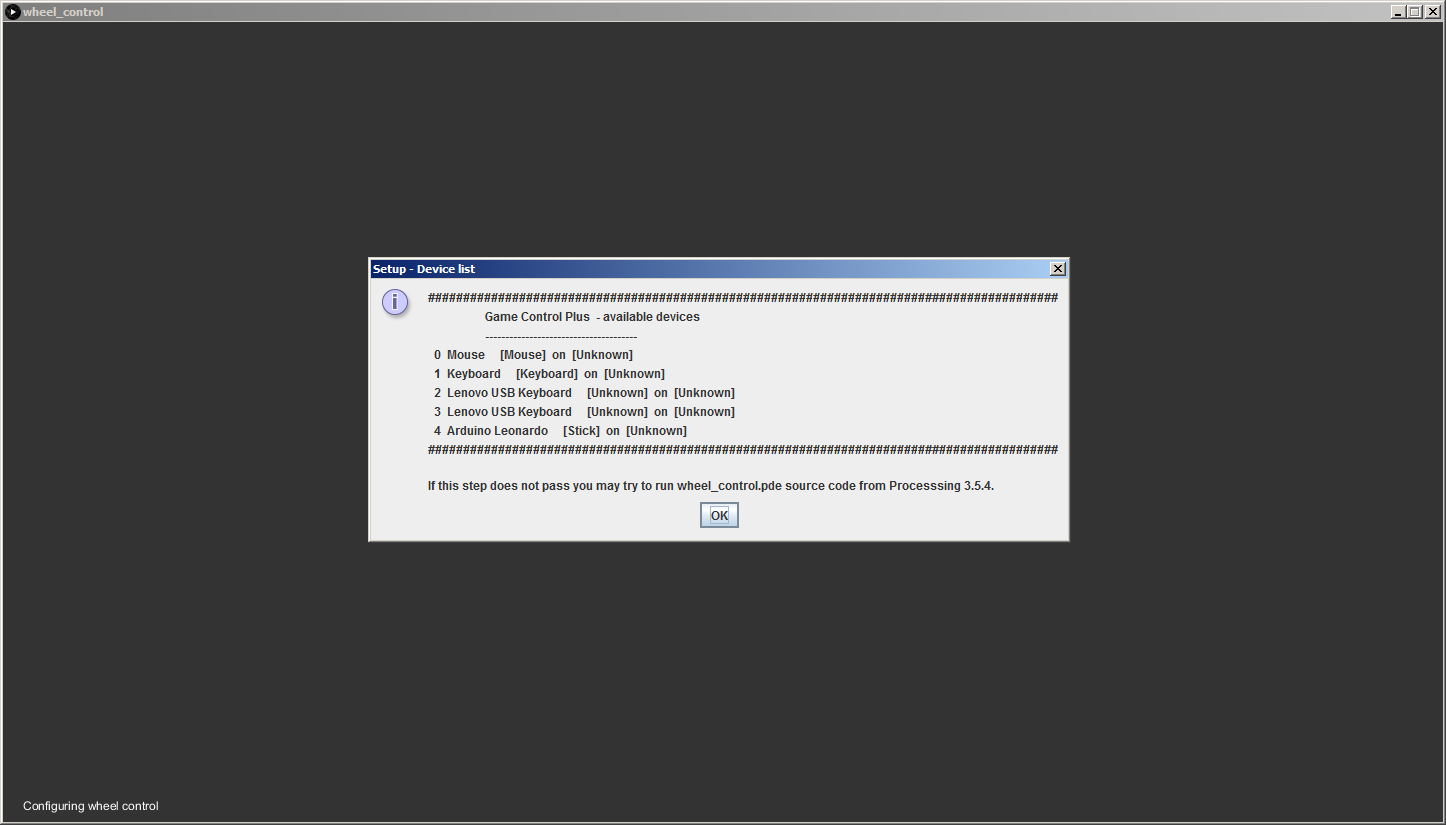 wheel_control
Setup - Device list
##########################################################################################
Game Control Plus - available devices
--------------------------------------
0 Mouse [Mouse] on [Unknown]
1 Keyboard [Keyboard] on [Unknown]
2 Lenovo USB Keyboard [Unknown] on [Unknown]
3 Lenovo USB Keyboard [Unknown] on [Unknown]
4 Arduino Leonardo [Stick] on [Unknown]
##########################################################################################
If this step does not pass you may try to run wheel_control.pde source code from Processsing 3.5.4.
OK
Configuring wheel control